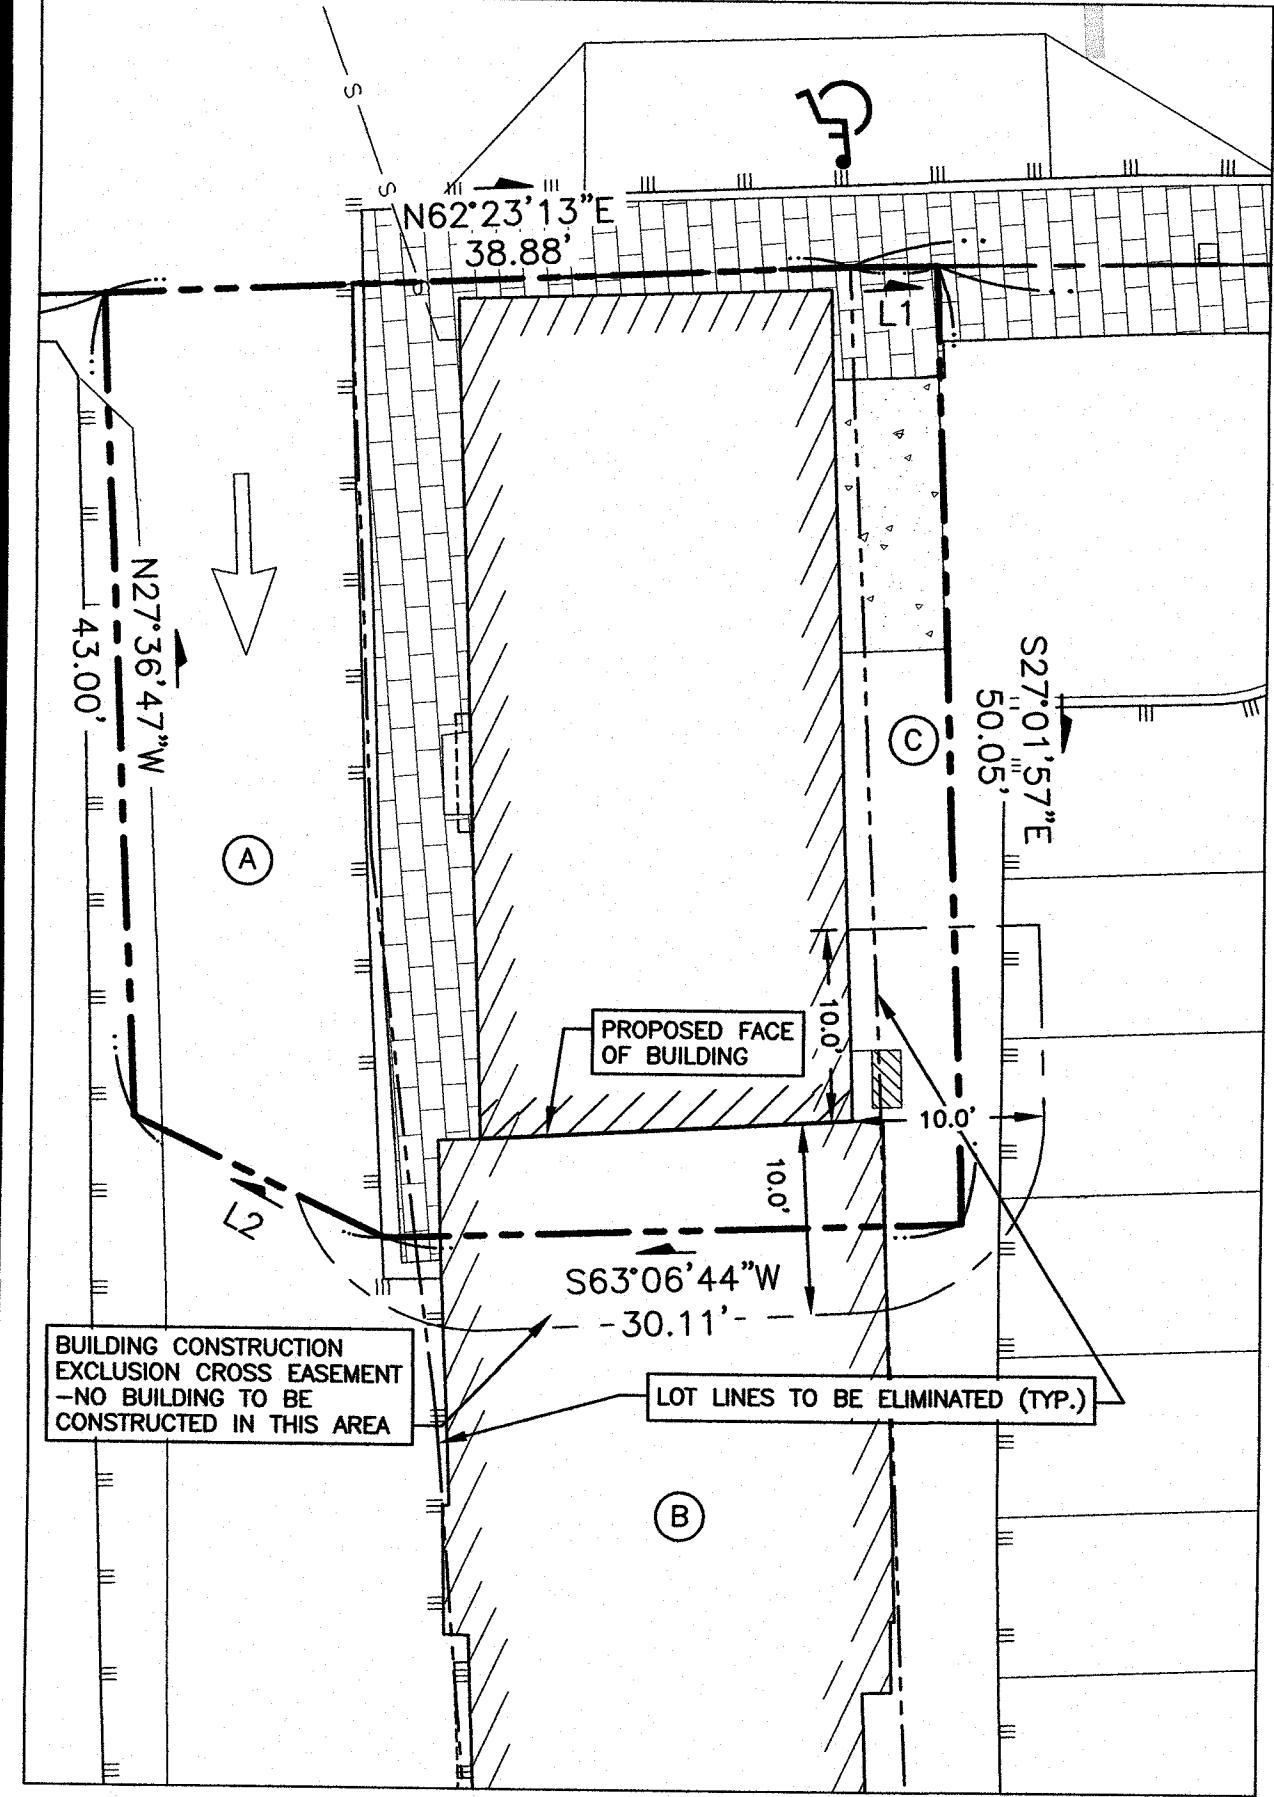 S
S
N62°23'13"E
38.88'
L1
N27°36'47"W
43.00'
S27°01'57"E
50.05'
C
A
PROPOSED FACE
OF BUILDING
10.0'
10.0'
10.0'
L2
S63°06'44"W
30.11'
BUILDING CONSTRUCTION
EXCLUSION CROSS EASEMENT
-NO BUILDING TO BE
CONSTRUCTED IN THIS AREA
LOT LINES TO BE ELIMINATED (TYP.)
B